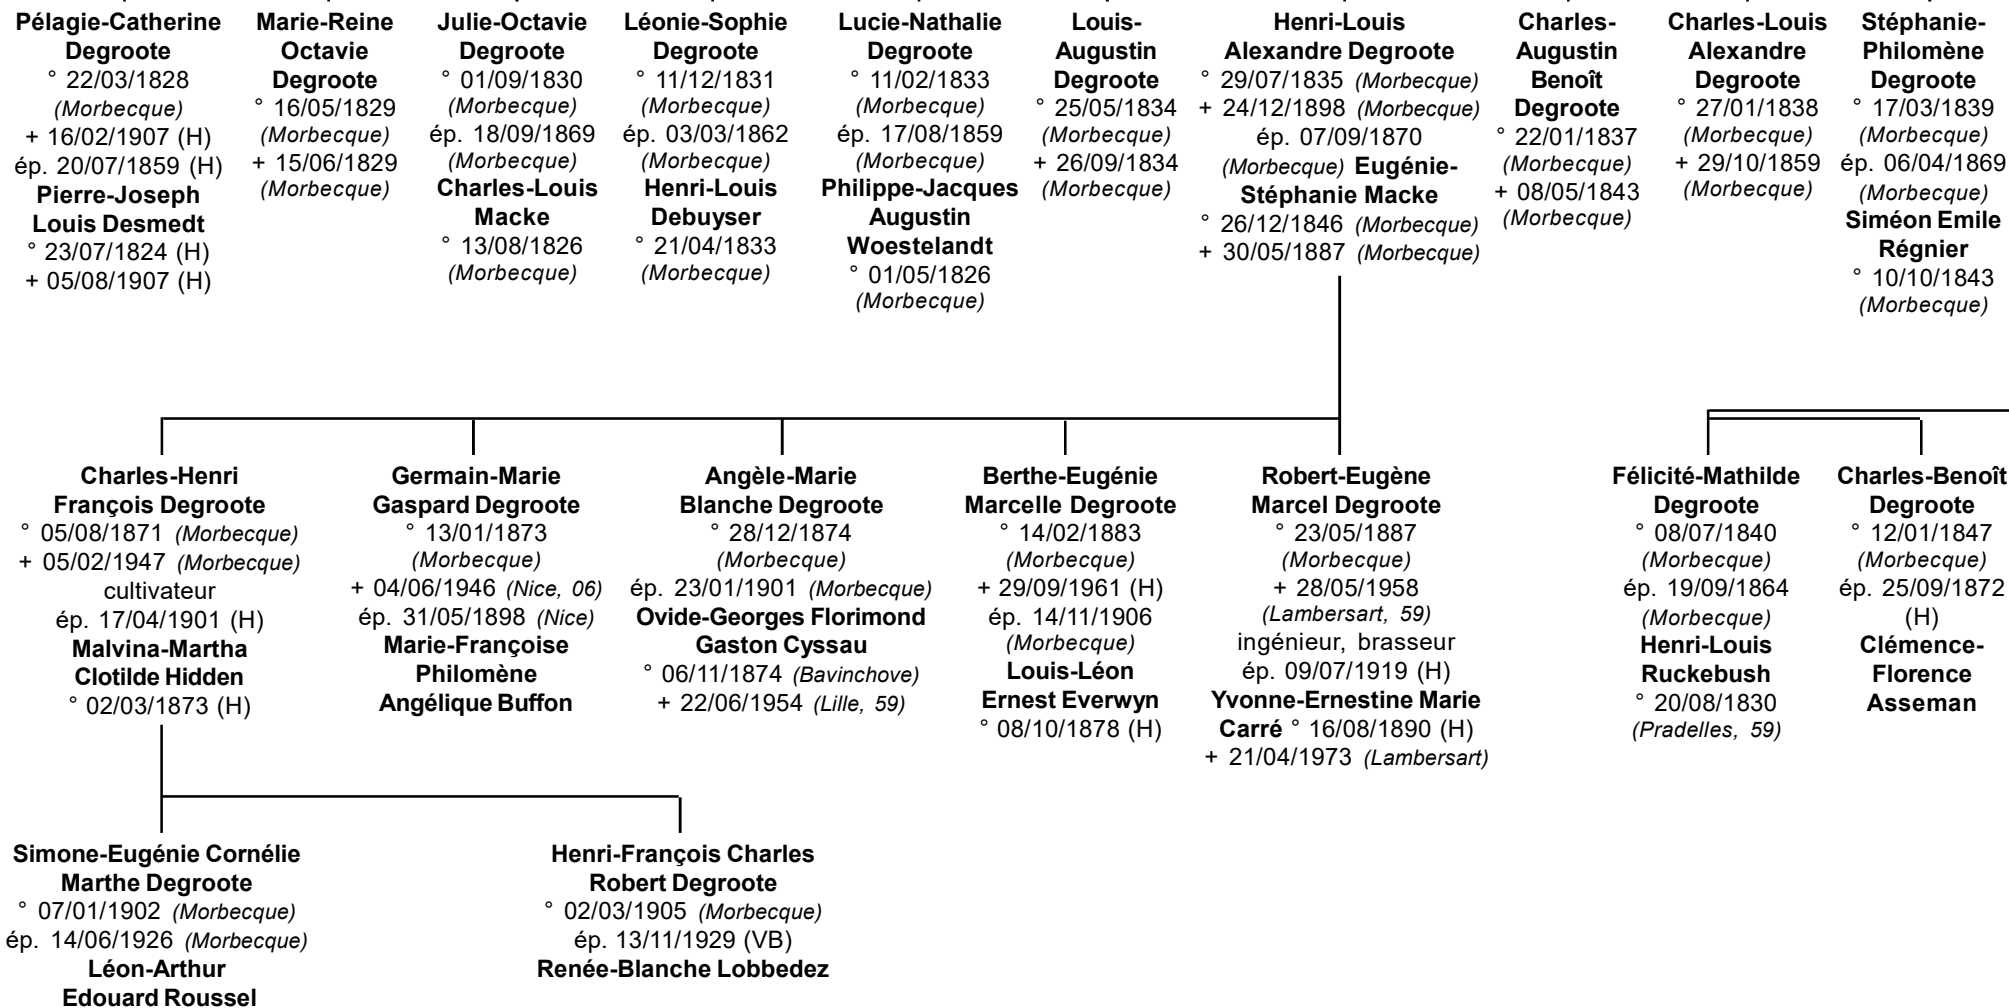 Pélagie-Catherine
Degroote
° 22/03/1828
(Morbecque)
+ 16/02/1907 (H)
ép. 20/07/1859 (H)
Pierre-Joseph
Louis Desmedt
° 23/07/1824 (H)
+ 05/08/1907 (H)
Marie-Reine
Octavie
Degroote
° 16/05/1829
(Morbecque)
+ 15/06/1829
(Morbecque)
Julie-Octavie
Degroote
° 01/09/1830
(Morbecque)
ép. 18/09/1869
(Morbecque)
Charles-Louis
Macke
° 13/08/1826
(Morbecque)
Léonie-Sophie
Degroote
° 11/12/1831
(Morbecque)
ép. 03/03/1862
(Morbecque)
Henri-Louis
Debuyser
° 21/04/1833
(Morbecque)
Lucie-Nathalie
Degroote
° 11/02/1833
(Morbecque)
ép. 17/08/1859
(Morbecque)
Philippe-Jacques
Augustin
Woestelandt
° 01/05/1826
(Morbecque)
Louis-
Augustin
Degroote
° 25/05/1834
(Morbecque)
+ 26/09/1834
(Morbecque)
Henri-Louis
Alexandre Degroote
° 29/07/1835 (Morbecque)
+ 24/12/1898 (Morbecque)
ép. 07/09/1870
(Morbecque) Eugénie-
Stéphanie Macke
° 26/12/1846 (Morbecque)
+ 30/05/1887 (Morbecque)
Charles-
Augustin
Benoît
Degroote
° 22/01/1837
(Morbecque)
+ 08/05/1843
(Morbecque)
Charles-Louis
Alexandre
Degroote
° 27/01/1838
(Morbecque)
+ 29/10/1859
(Morbecque)
Stéphanie-
Philomène
Degroote
° 17/03/1839
(Morbecque)
ép. 06/04/1869
(Morbecque)
Siméon Emile
Régnier
° 10/10/1843
(Morbecque)
Charles-Henri
François Degroote
° 05/08/1871 (Morbecque)
+ 05/02/1947 (Morbecque)
cultivateur
ép. 17/04/1901 (H)
Malvina-Martha
Clotilde Hidden
° 02/03/1873 (H)
Germain-Marie
Gaspard Degroote
° 13/01/1873
(Morbecque)
+ 04/06/1946 (Nice, 06)
ép. 31/05/1898 (Nice)
Marie-Françoise
Philomène
Angélique Buffon
Angèle-Marie
Blanche Degroote
° 28/12/1874
(Morbecque)
ép. 23/01/1901 (Morbecque)
Ovide-Georges Florimond
Gaston Cyssau
° 06/11/1874 (Bavinchove)
+ 22/06/1954 (Lille, 59)
Berthe-Eugénie
Marcelle Degroote
° 14/02/1883
(Morbecque)
+ 29/09/1961 (H)
ép. 14/11/1906
(Morbecque)
Louis-Léon
Ernest Everwyn
° 08/10/1878 (H)
Robert-Eugène
Marcel Degroote
° 23/05/1887
(Morbecque)
+ 28/05/1958
(Lambersart, 59)
ingénieur, brasseur
ép. 09/07/1919 (H)
Yvonne-Ernestine Marie
Carré ° 16/08/1890 (H)
+ 21/04/1973 (Lambersart)
Félicité-Mathilde
Degroote
° 08/07/1840
(Morbecque)
ép. 19/09/1864
(Morbecque)
Henri-Louis
Ruckebush
° 20/08/1830
(Pradelles, 59)
Charles-Benoît
Degroote
° 12/01/1847
(Morbecque)
ép. 25/09/1872
(H)
Clémence-
Florence
Asseman
Simone-Eugénie Cornélie
Marthe Degroote
° 07/01/1902 (Morbecque)
ép. 14/06/1926 (Morbecque)
Léon-Arthur
Edouard Roussel
Henri-François Charles
Robert Degroote
° 02/03/1905 (Morbecque)
ép. 13/11/1929 (VB)
Renée-Blanche Lobbedez